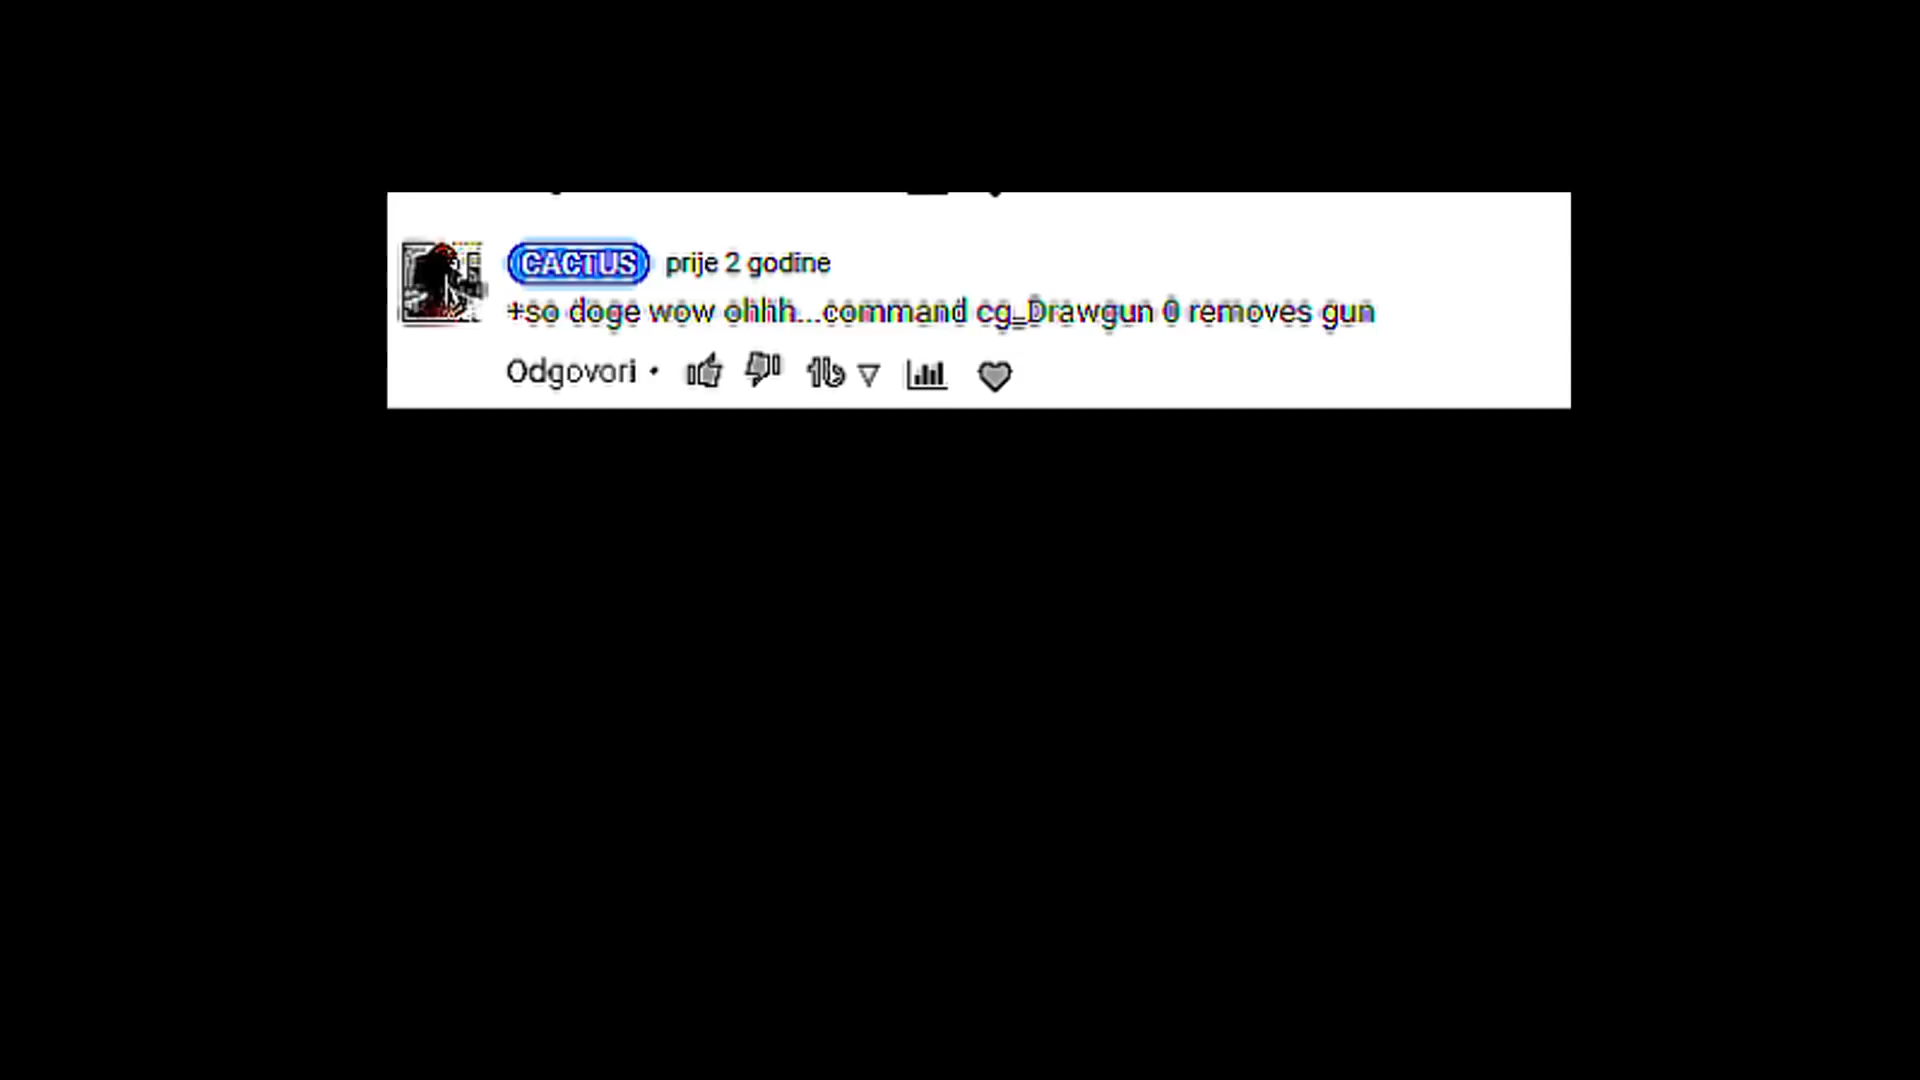 CACTUS prije 2 godine
+so doge wow ohhh...command cg_Drawgun 0 removes gun
Odgovori •